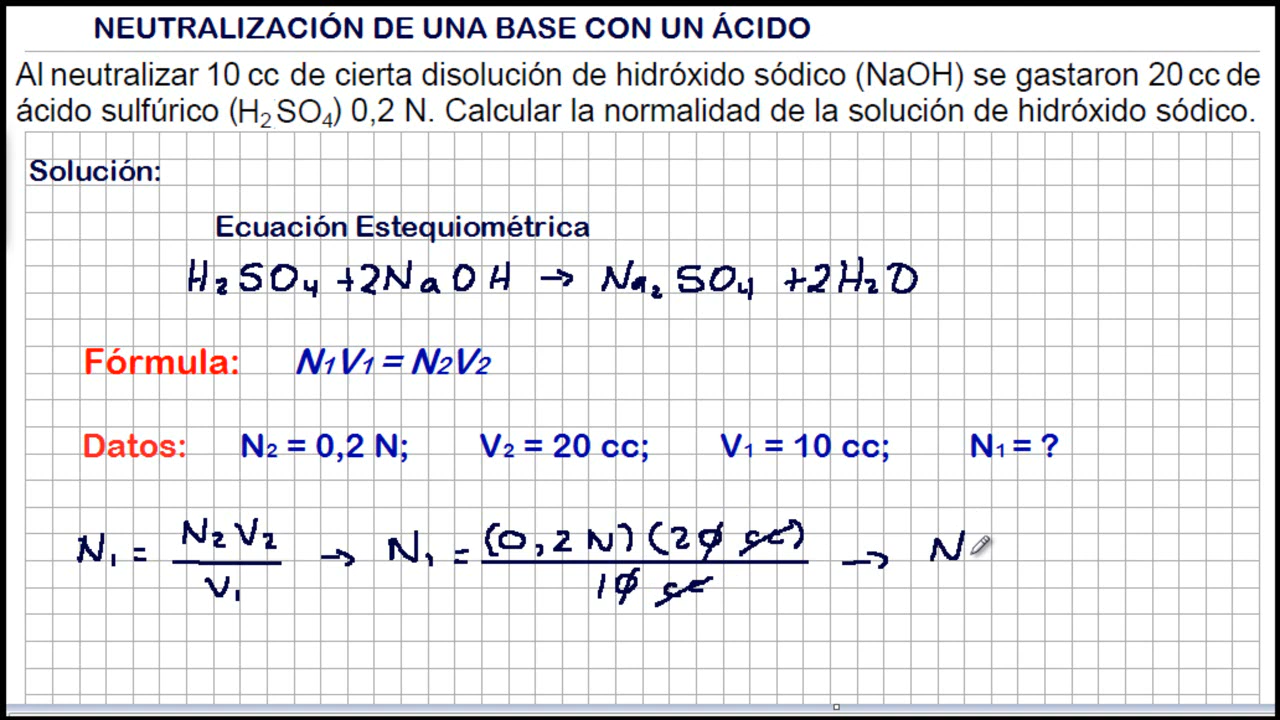 NEUTRALIZACIÓN DE UNA BASE CON UN ÁCIDO
Al neutralizar 10 cc de cierta disolución de hidróxido sódico (NaOH) se gastaron 20 cc de
ácido sulfúrico (H₂SO₄) 0,2 N. Calcular la normalidad de la solución de hidróxido sódico.
Solución:
Ecuación Estequiométrica
H₂SO₄ + 2NaOH → Na₂SO₄ + 2H₂O
Fórmula: N₁V₁ = N₂V₂
Datos: N₂ = 0,2 N; V₂ = 20 cc; V₁ = 10 cc; N₁ = ?
N₁ = N₂V₂ / V₁ → N₁ = (0,2 N)(20 cc) / 10 cc → N